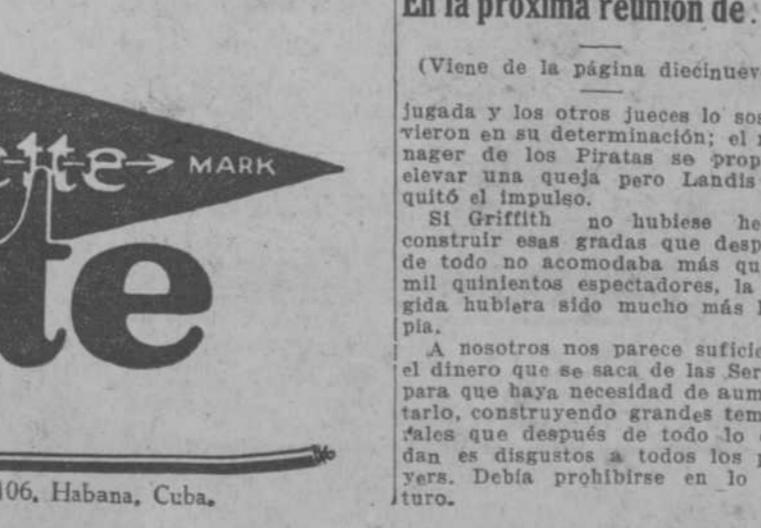 MARK
te
106. Habana, Cuba.
En la próxima reunión de
(Viene de la página diecinuev
jugada y los otros jueces lo sos
vieron en su determinación; el
nager de los Piratas se prop
elevar una queja pero Landis
quitó el impulso.
Si Griffith no hubiese he
construir esas gradas que desp
de todo no acomodaba más qu
mil quinientos espectadores, la
gida hubiera sido mucho más
pia.
A nosotros nos parece suficie
el dinero que se saca de las Ser
para que haya necesidad de aum
tarlo, construyendo grandes tem
rales que después de todo lo
dan es disgustos a todos los
yers. Debía prohibirse en lo
turo.